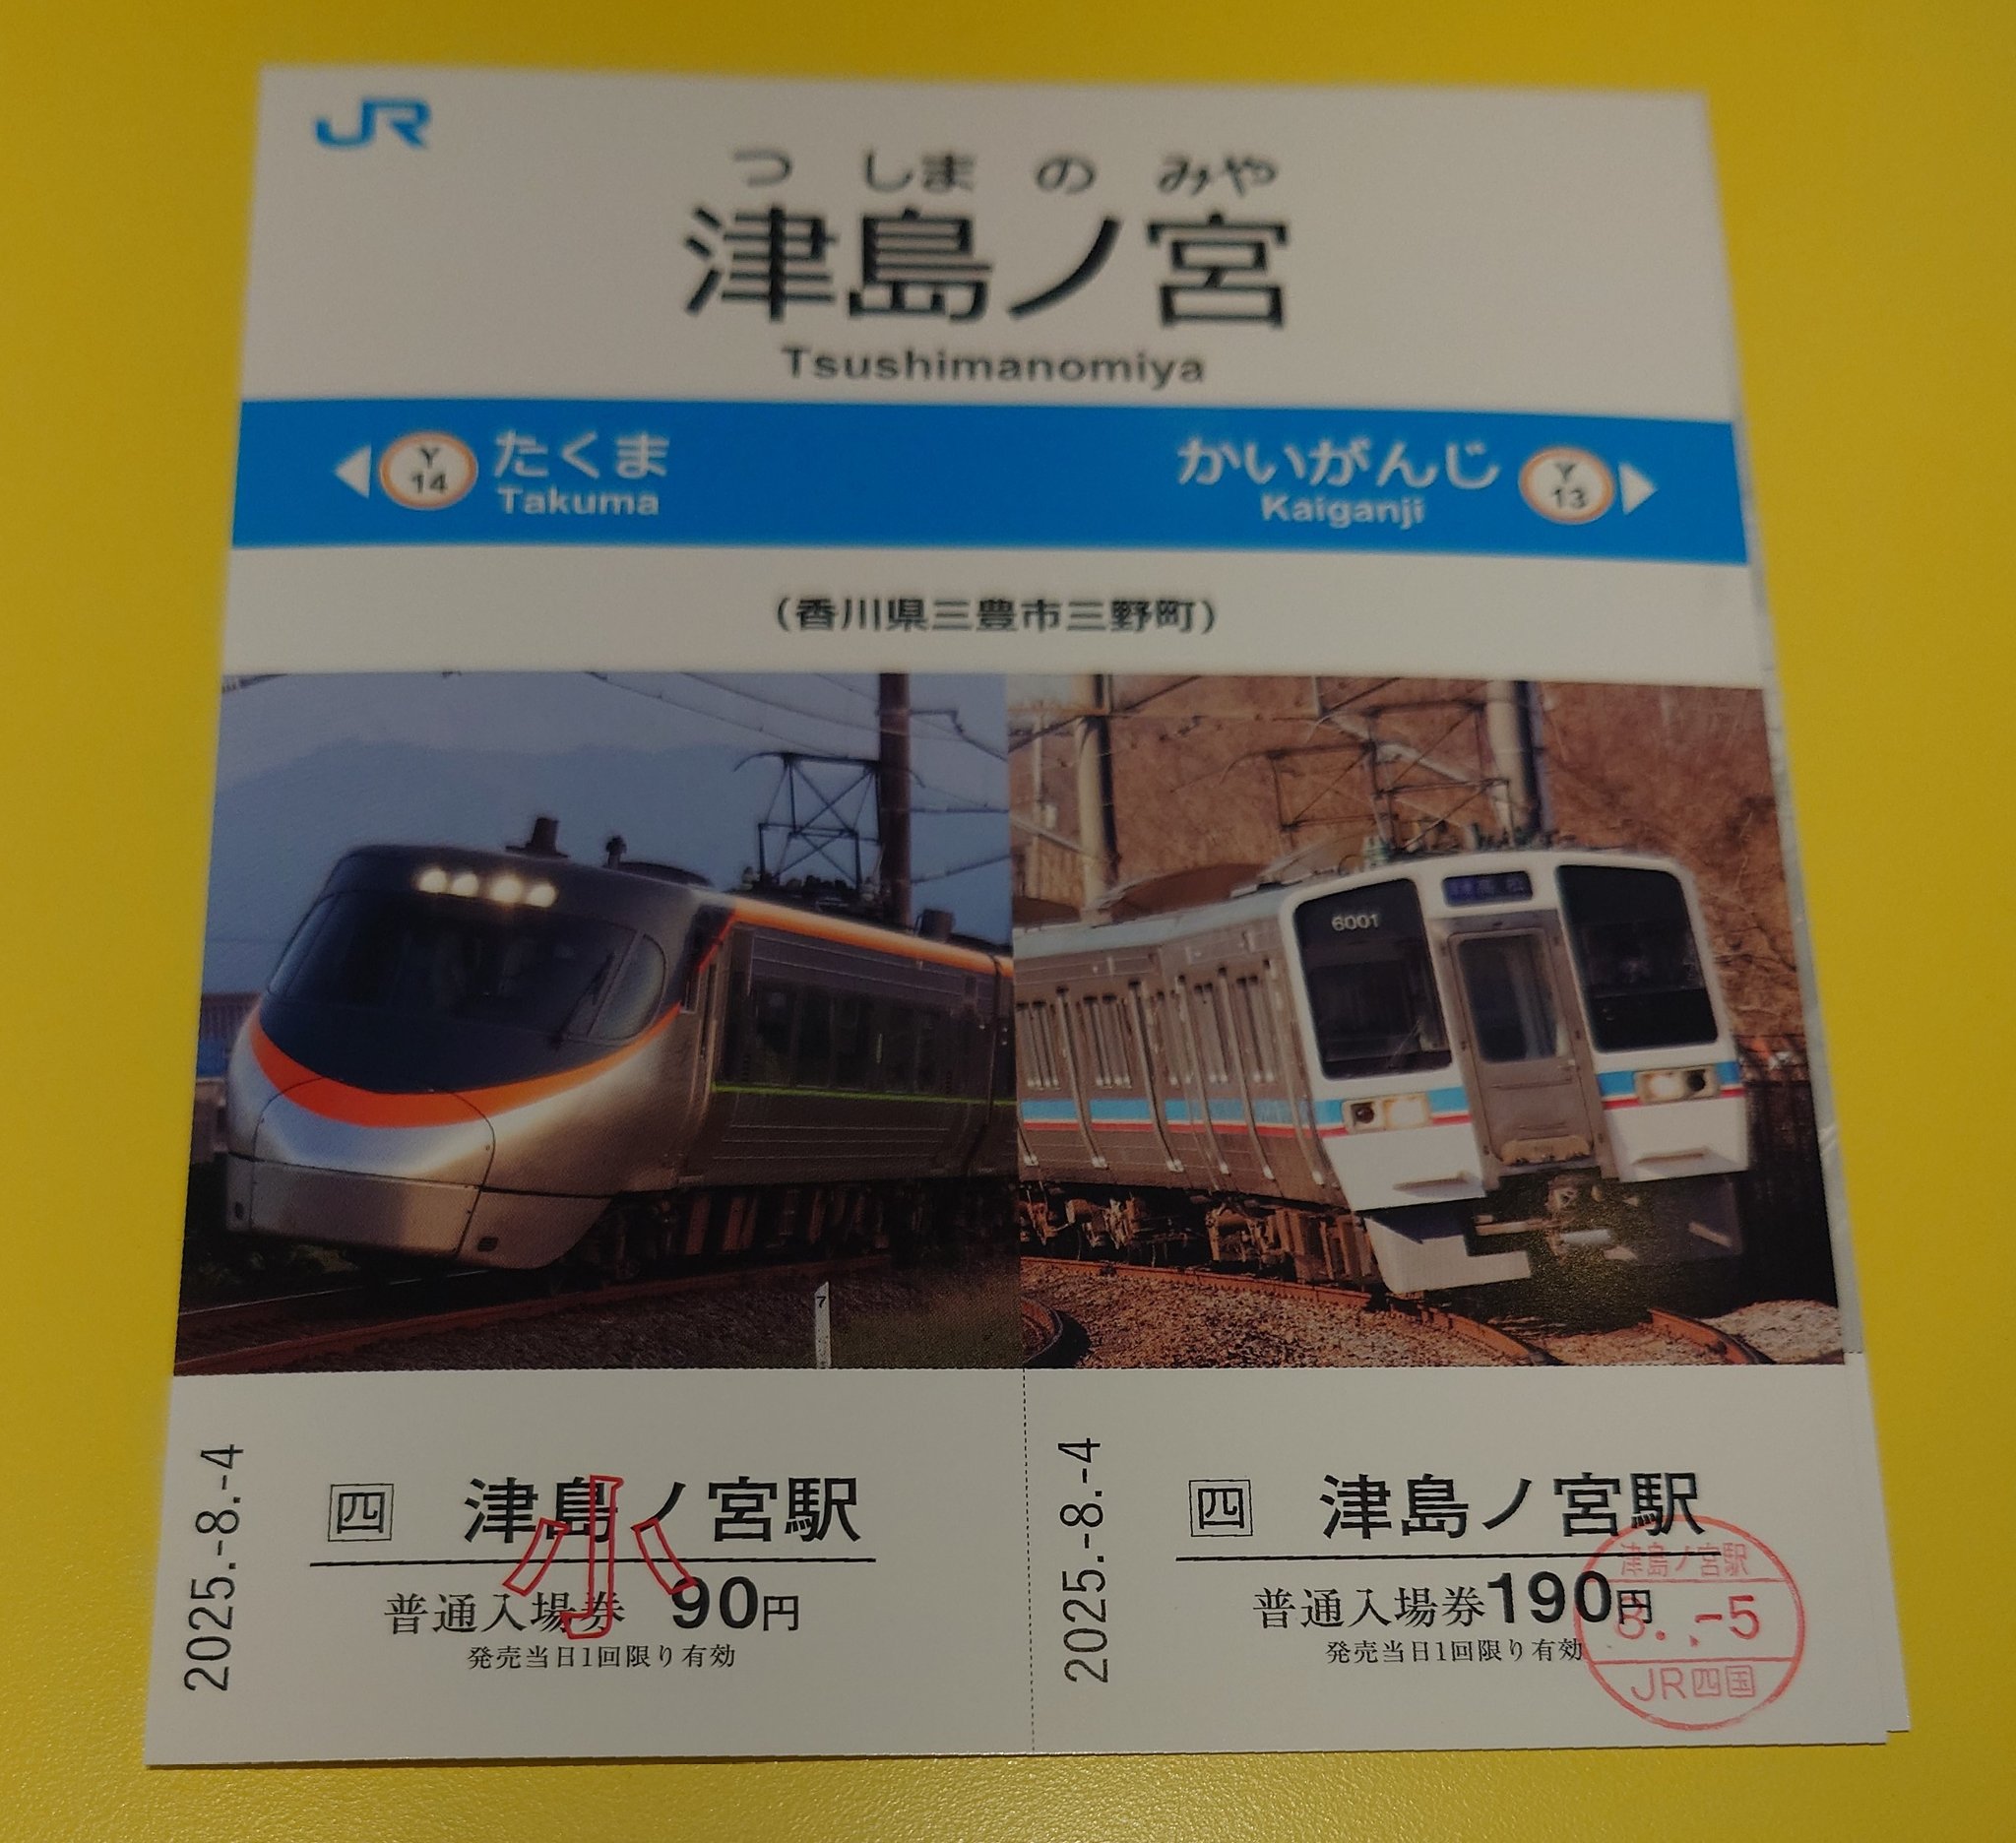 JR
つ しま の みや
津島ノ宮
Tsushimanomiya
Y 14 たくま
Takuma
かいがんじ Y 13
Kaiganji
(香川県三豊市三野町)
6001
7
2025.-8.-4
四 津島ノ宮駅
小
普通入場券 90円
発売当日1回限り有効
2025.-8.-4
四 津島ノ宮駅
普通入場券190円
発売当日1回限り有効
津島ノ宮駅
8..-5
JR四国